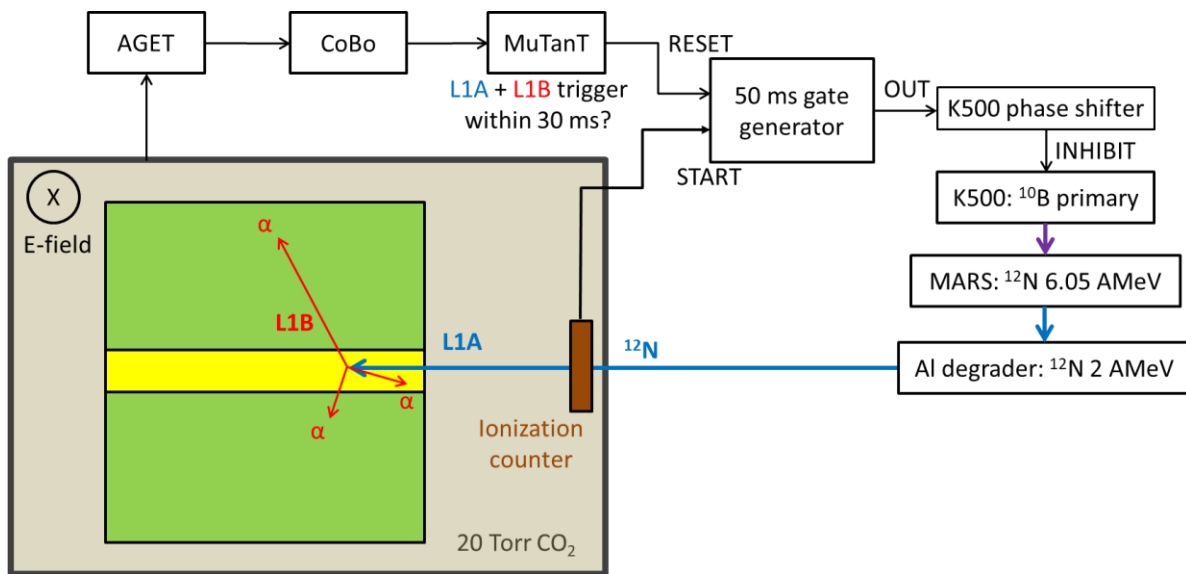 AGET
CoBo
MuTanT
RESET
L1A + L1B trigger
within 30 ms?
50 ms gate
generator
OUT
K500 phase shifter
INHIBIT
START
K500: ¹⁰B primary
MARS: ¹²N 6.05 AMeV
Al degrader: ¹²N 2 AMeV
X
E-field
α
L1B
L1A
¹²N
α
α
Ionization
counter
20 Torr CO₂